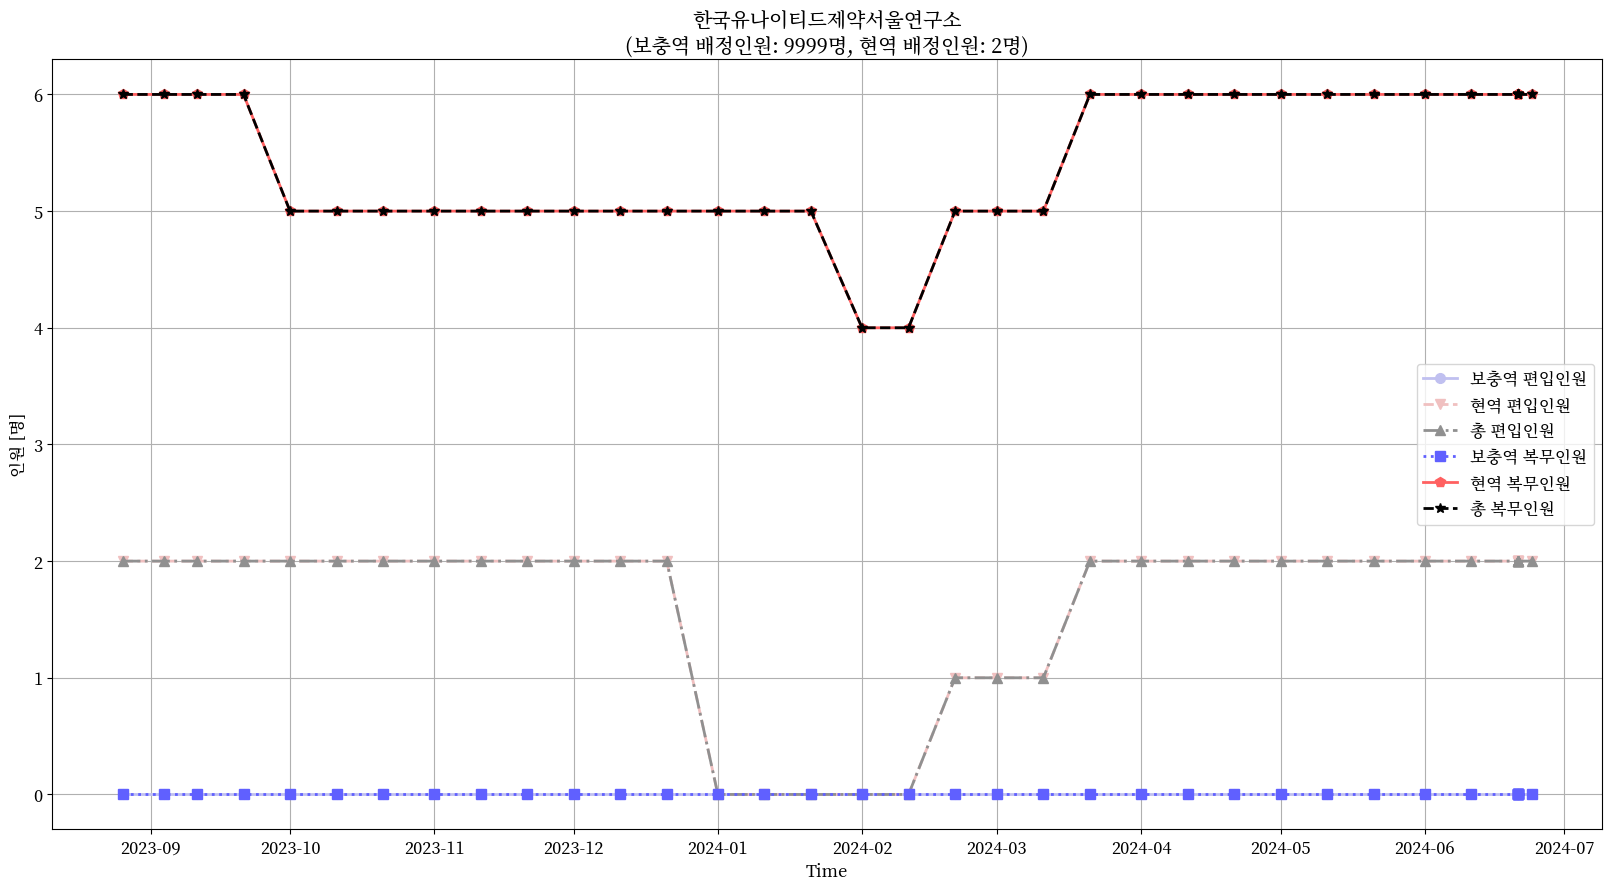 한국유나이티드제약서울연구소
(보충역 배정인원: 9999명, 현역 배정인원: 2명)
인원 [명]
6
5
4
3
2
1
0
보충역 편입인원
현역 편입인원
총 편입인원
보충역 복무인원
현역 복무인원
총 복무인원
2023-09
2023-10
2023-11
2023-12
2024-01
2024-02
2024-03
2024-04
2024-05
2024-06
2024-07
Time